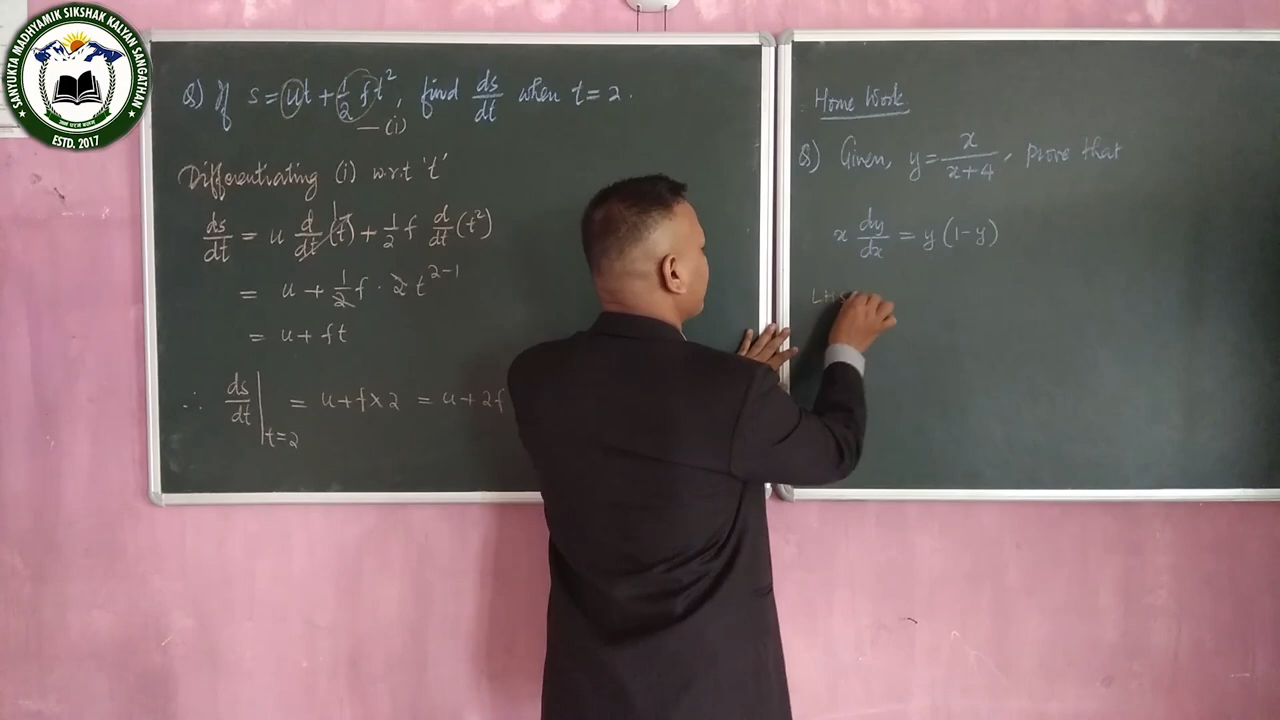 SANYUKTA MADHYAMIK SIKSHAK KALYAN SANGATHAN
ESTD. 2017
Q) If s = ut + 1/2 ft², find ds/dt when t = 2.
— (i)
Differentiating (i) w.r.t 't'
ds/dt = u d/dt (t) + 1/2 f d/dt (t²)
= u + 1/2 f · 2 t²⁻¹
= u + ft
∴ ds/dt |t=2 = u + f × 2 = u + 2f
Home Work
Q) Given, y = x/(x+4), prove that
x dy/dx = y (1 - y)
LHS